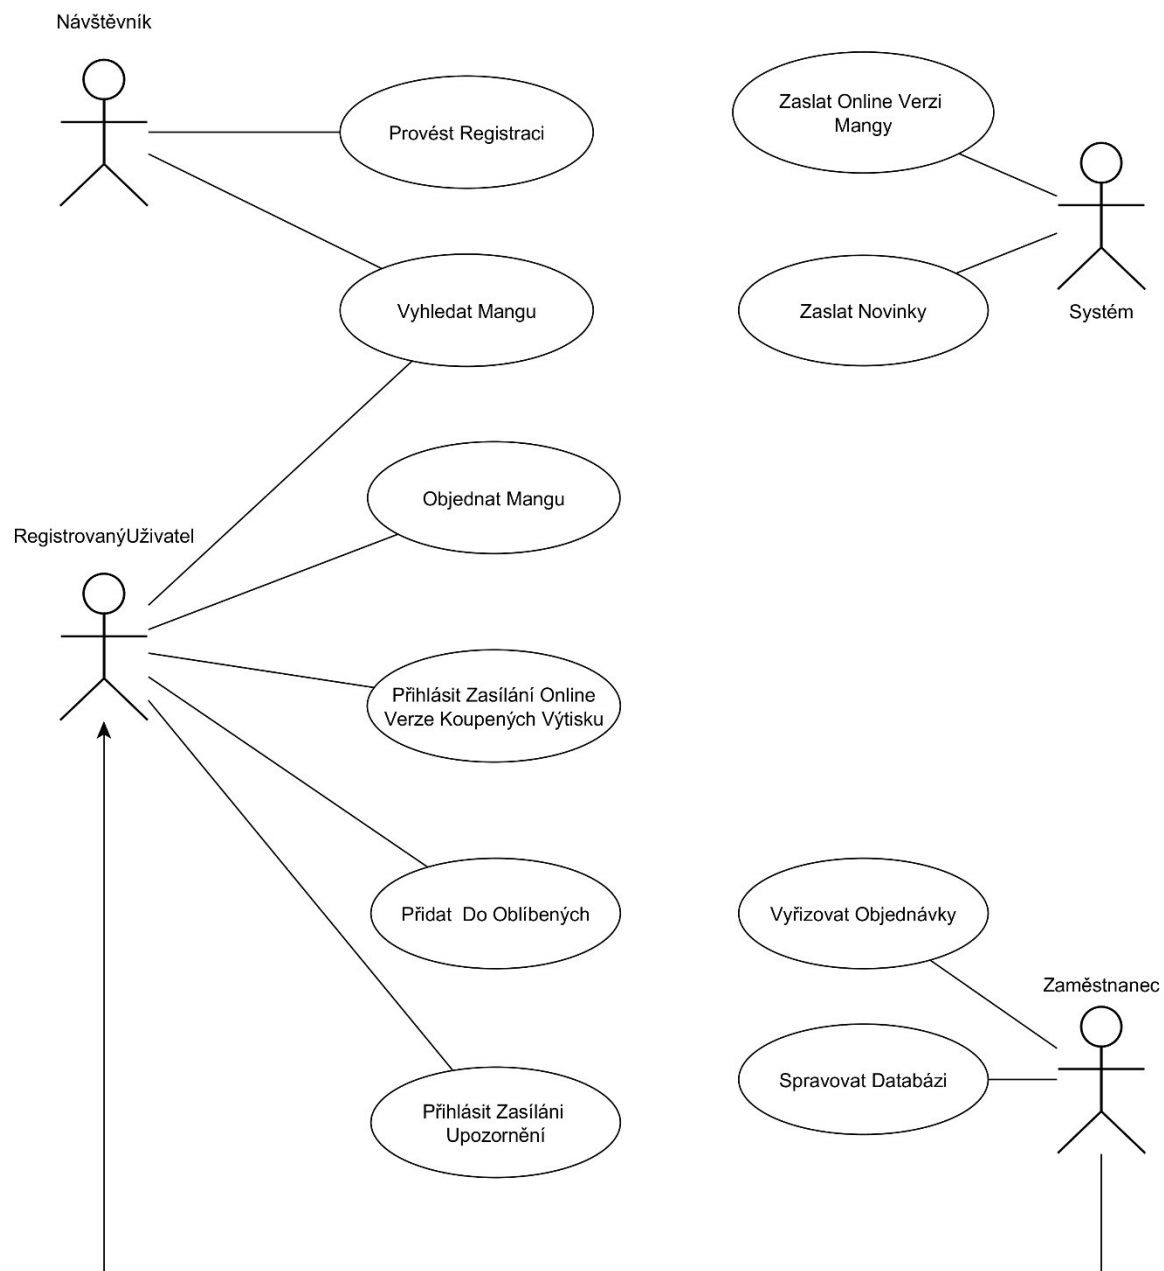 Návštěvník
Provést Registraci
Zaslat Online Verzi
Mangy
Vyhledat Mangu
Zaslat Novinky
Systém
Objednat Mangu
RegistrovanýUživatel
Přihlásit Zasílání Online
Verze Koupených Výtisku
Přidat Do Oblíbených
Vyřizovat Objednávky
Zaměstnanec
Spravovat Databázi
Přihlásit Zasíláni
Upozornění